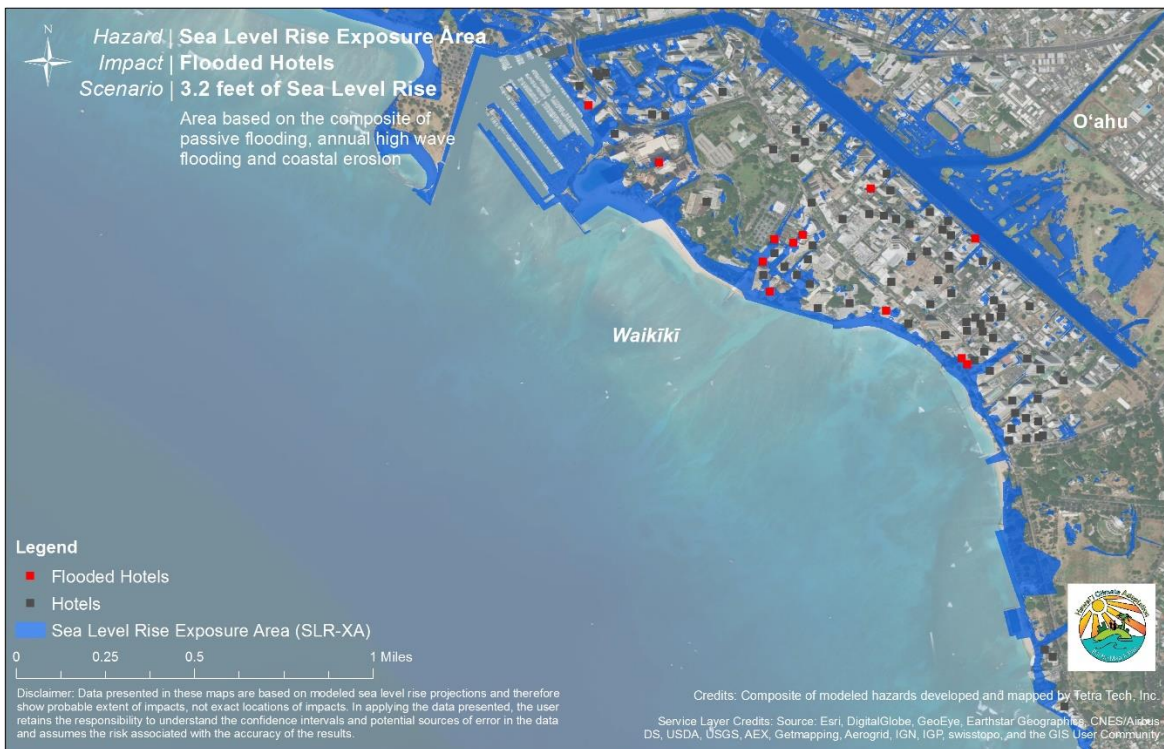 N
Hazard | Sea Level Rise Exposure Area
Impact | Flooded Hotels
Scenario | 3.2 feet of Sea Level Rise
Area based on the composite of
passive flooding, annual high wave
flooding and coastal erosion
Oʻahu
Waikīkī
Legend
Flooded Hotels
Hotels
Sea Level Rise Exposure Area (SLR-XA)
0 0.25 0.5 1 Miles
Disclaimer: Data presented in these maps are based on modeled sea level rise projections and therefore
show probable extent of impacts, not exact locations of impacts. In applying the data presented, the user
retains the responsibility to understand the confidence intervals and potential sources of error in the data
and assumes the risk associated with the accuracy of the results.
Hawaiʻi Climate Adaptation
Credits: Composite of modeled hazards developed and mapped by Tetra Tech, Inc.
Service Layer Credits: Source: Esri, DigitalGlobe, GeoEye, Earthstar Geographics, CNES/Airbus
DS, USDA, USGS, AEX, Getmapping, Aerogrid, IGN, IGP, swisstopo, and the GIS User Community